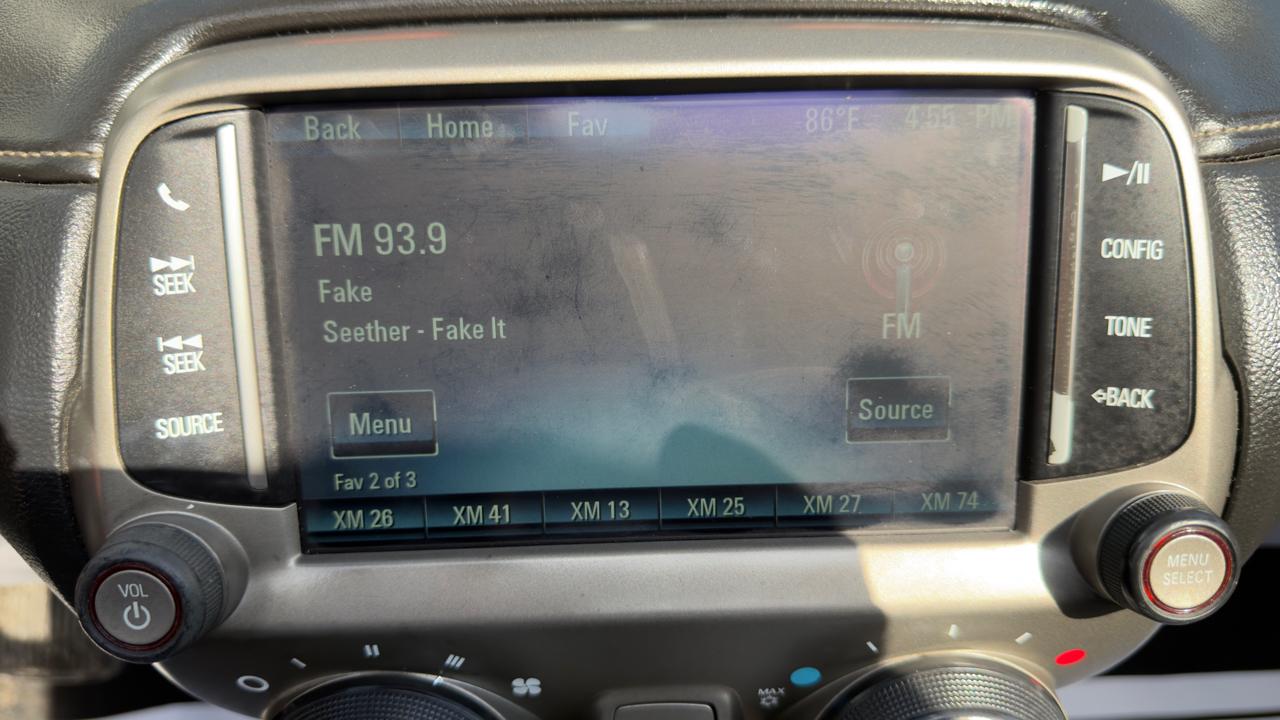 Back Home Fav 86°F 4:55 PM
FM 93.9
Fake
Seether - Fake It
FM
Menu
Source
Fav 2 of 3
XM 26 XM 41 XM 13 XM 25 XM 27 XM 74
SEEK
SEEK
SOURCE
VOL
►/II
CONFIG
TONE
BACK
MENU
SELECT
MAX